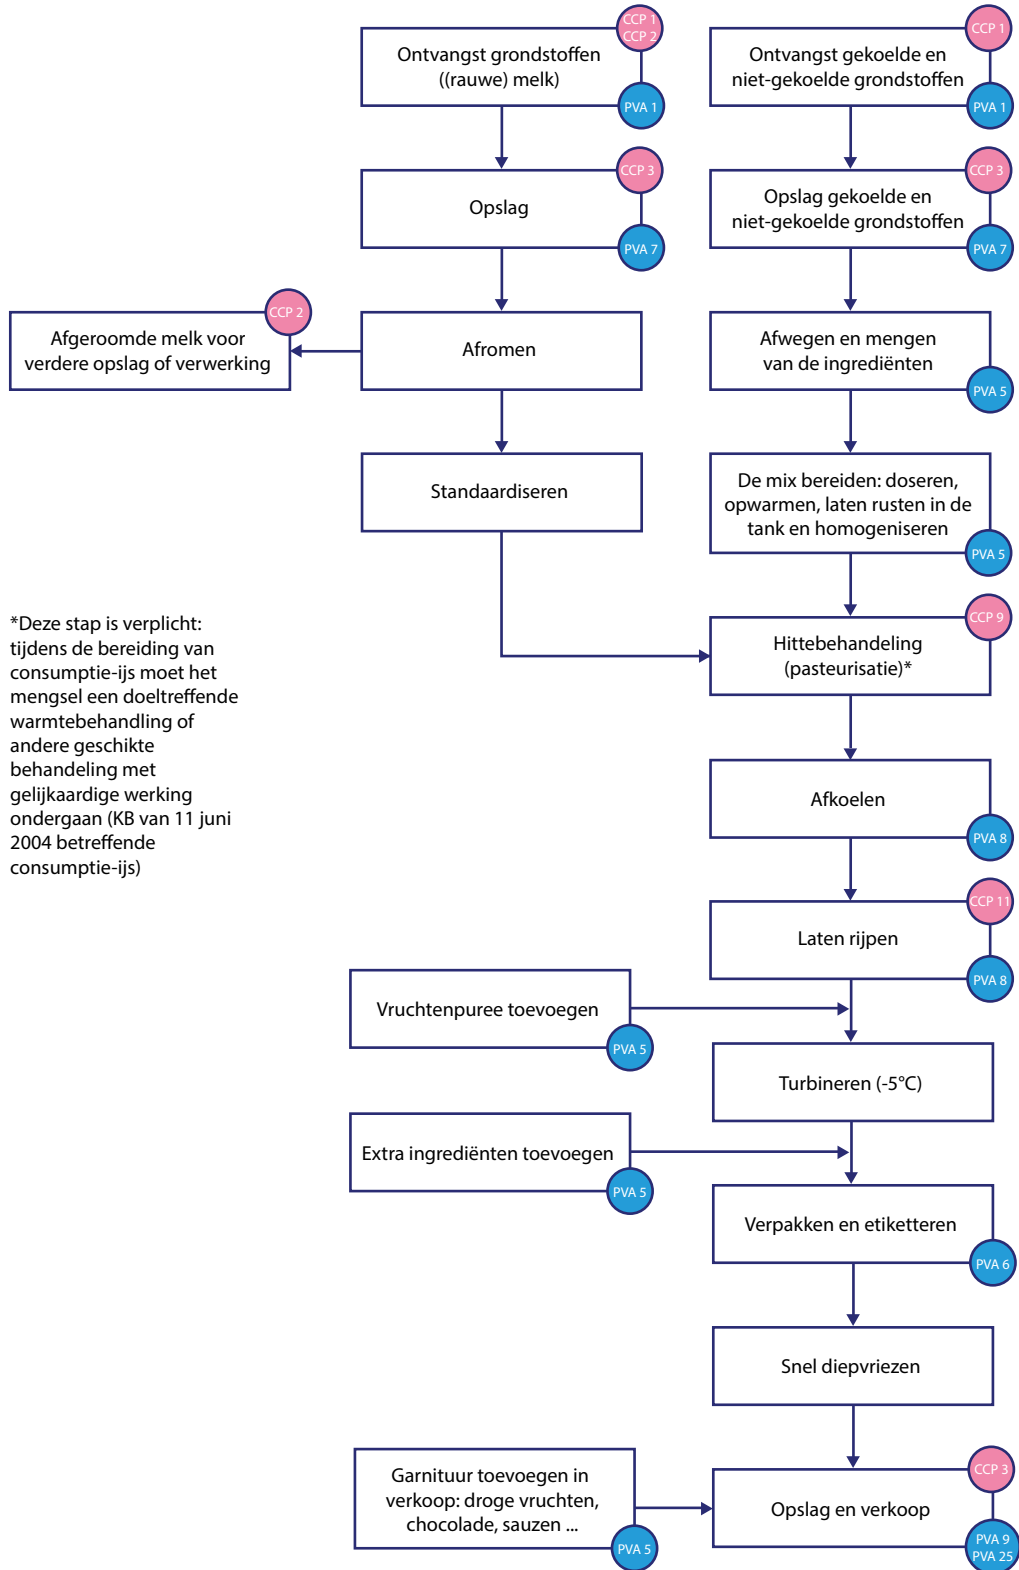 CCP 1
CCP 2
Ontvangst grondstoffen
((rauwe) melk)
PVA 1
CCP 1
Ontvangst gekoelde en
niet-gekoelde grondstoffen
PVA 1
CCP 3
Opslag
PVA 7
CCP 3
Opslag gekoelde en
niet-gekoelde grondstoffen
PVA 7
CCP 2
Afgeroomde melk voor
verdere opslag of verwerking
Afromen
Afwegen en mengen
van de ingrediënten
PVA 5
Standaardiseren
De mix bereiden: doseren,
opwarmen, laten rusten in de
tank en homogeniseren
PVA 5
*Deze stap is verplicht:
tijdens de bereiding van
consumptie-ijs moet het
mengsel een doeltreffende
warmtebehandling of
andere geschikte
behandeling met
gelijkaardige werking
ondergaan (KB van 11 juni
2004 betreffende
consumptie-ijs)
CCP 9
Hittebehandeling
(pasteurisatie)*
Afkoelen
PVA 8
CCP 11
Laten rijpen
PVA 8
Vruchtenpuree toevoegen
PVA 5
Turbineren (-5°C)
Extra ingrediënten toevoegen
PVA 5
Verpakken en etiketteren
PVA 6
Snel diepvriezen
Garnituur toevoegen in
verkoop: droge vruchten,
chocolade, sauzen ...
PVA 5
CCP 3
Opslag en verkoop
PVA 9
PVA 25